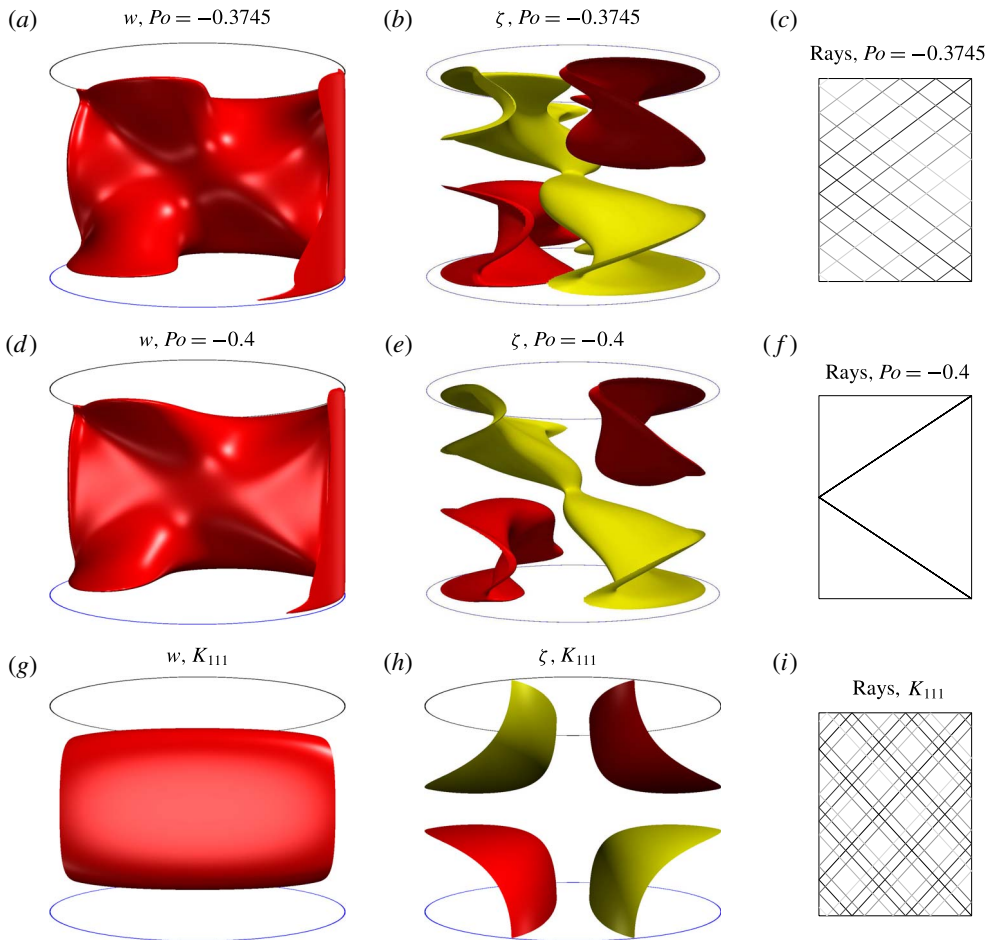 (a)
w, Po = −0.3745
(b)
ζ, Po = −0.3745
(c)
Rays, Po = −0.3745
(d)
w, Po = −0.4
(e)
ζ, Po = −0.4
(f)
Rays, Po = −0.4
(g)
w, K₁₁₁
(h)
ζ, K₁₁₁
(i)
Rays, K₁₁₁